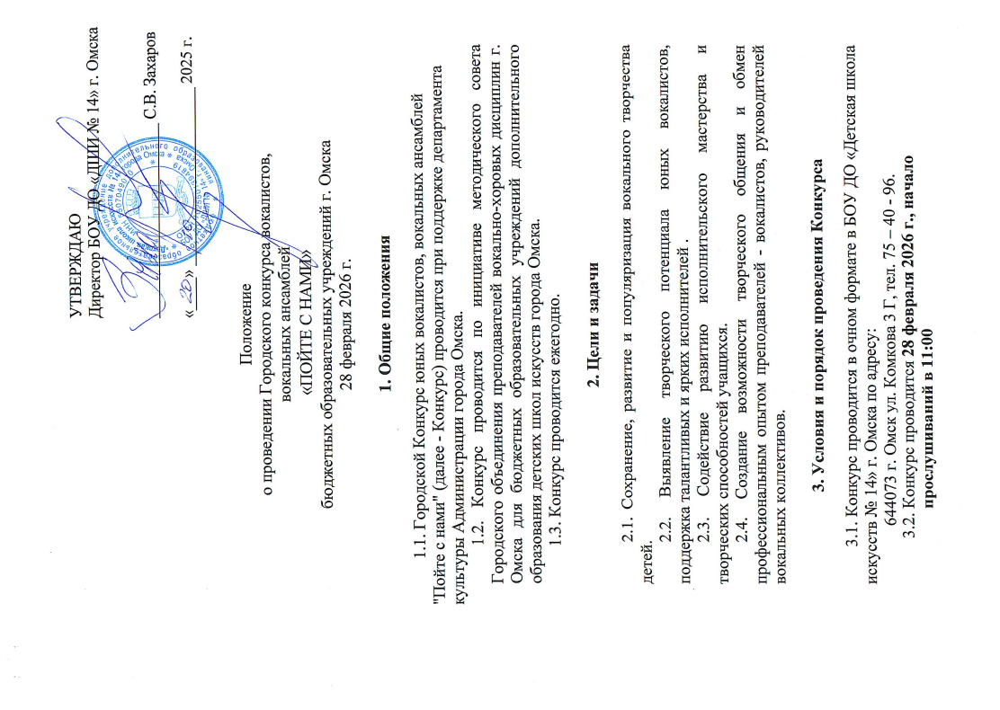 УТВЕРЖДАЮ
Директор БОУ ДО «ДШИ № 14» г. Омска
С.В. Захаров
« 20 » 2025 г.
Положение
о проведении Городского конкурса вокалистов,
вокальных ансамблей
«ПОЙТЕ С НАМИ»
бюджетных образовательных учреждений г. Омска
28 февраля 2026 г.
1. Общие положения
1.1. Городской Конкурс юных вокалистов, вокальных ансамблей
"Пойте с нами" (далее - Конкурс) проводится при поддержке департамента
культуры Администрации города Омска.
1.2. Конкурс проводится по инициативе методического совета
Городского объединения преподавателей вокально-хоровых дисциплин г.
Омска для бюджетных образовательных учреждений дополнительного
образования детских школ искусств города Омска.
1.3. Конкурс проводится ежегодно.
2. Цели и задачи
2.1. Сохранение, развитие и популяризация вокального творчества
детей.
2.2. Выявление творческого потенциала юных вокалистов,
поддержка талантливых и ярких исполнителей .
2.3. Содействие развитию исполнительского мастерства и
творческих способностей учащихся.
2.4. Создание возможности творческого общения и обмен
профессиональным опытом преподавателей - вокалистов, руководителей
вокальных коллективов.
3. Условия и порядок проведения Конкурса
3.1. Конкурс проводится в очном формате в БОУ ДО «Детская школа
искусств № 14» г. Омска по адресу:
644073 г. Омск ул. Комкова 3 Г, тел. 75 – 40 - 96.
3.2. Конкурс проводится 28 февраля 2026 г., начало
прослушиваний в 11:00